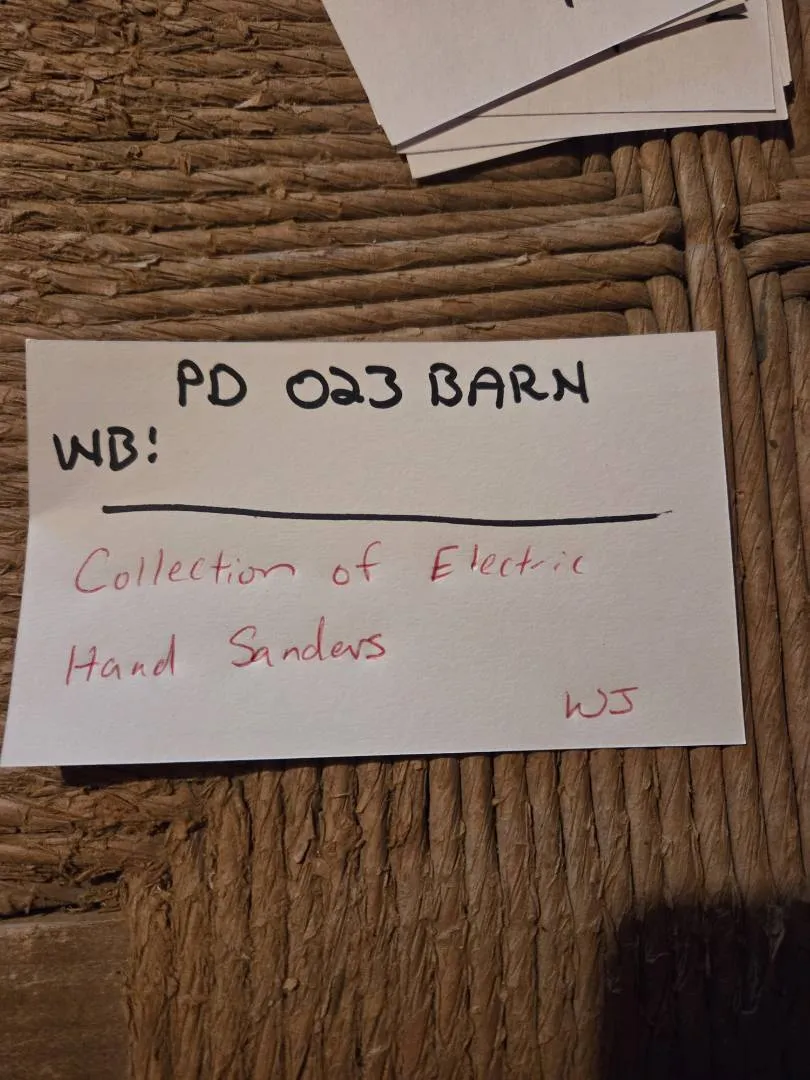 PD 023 BARN
WB!
Collection of Electric
Hand Sanders
WJ